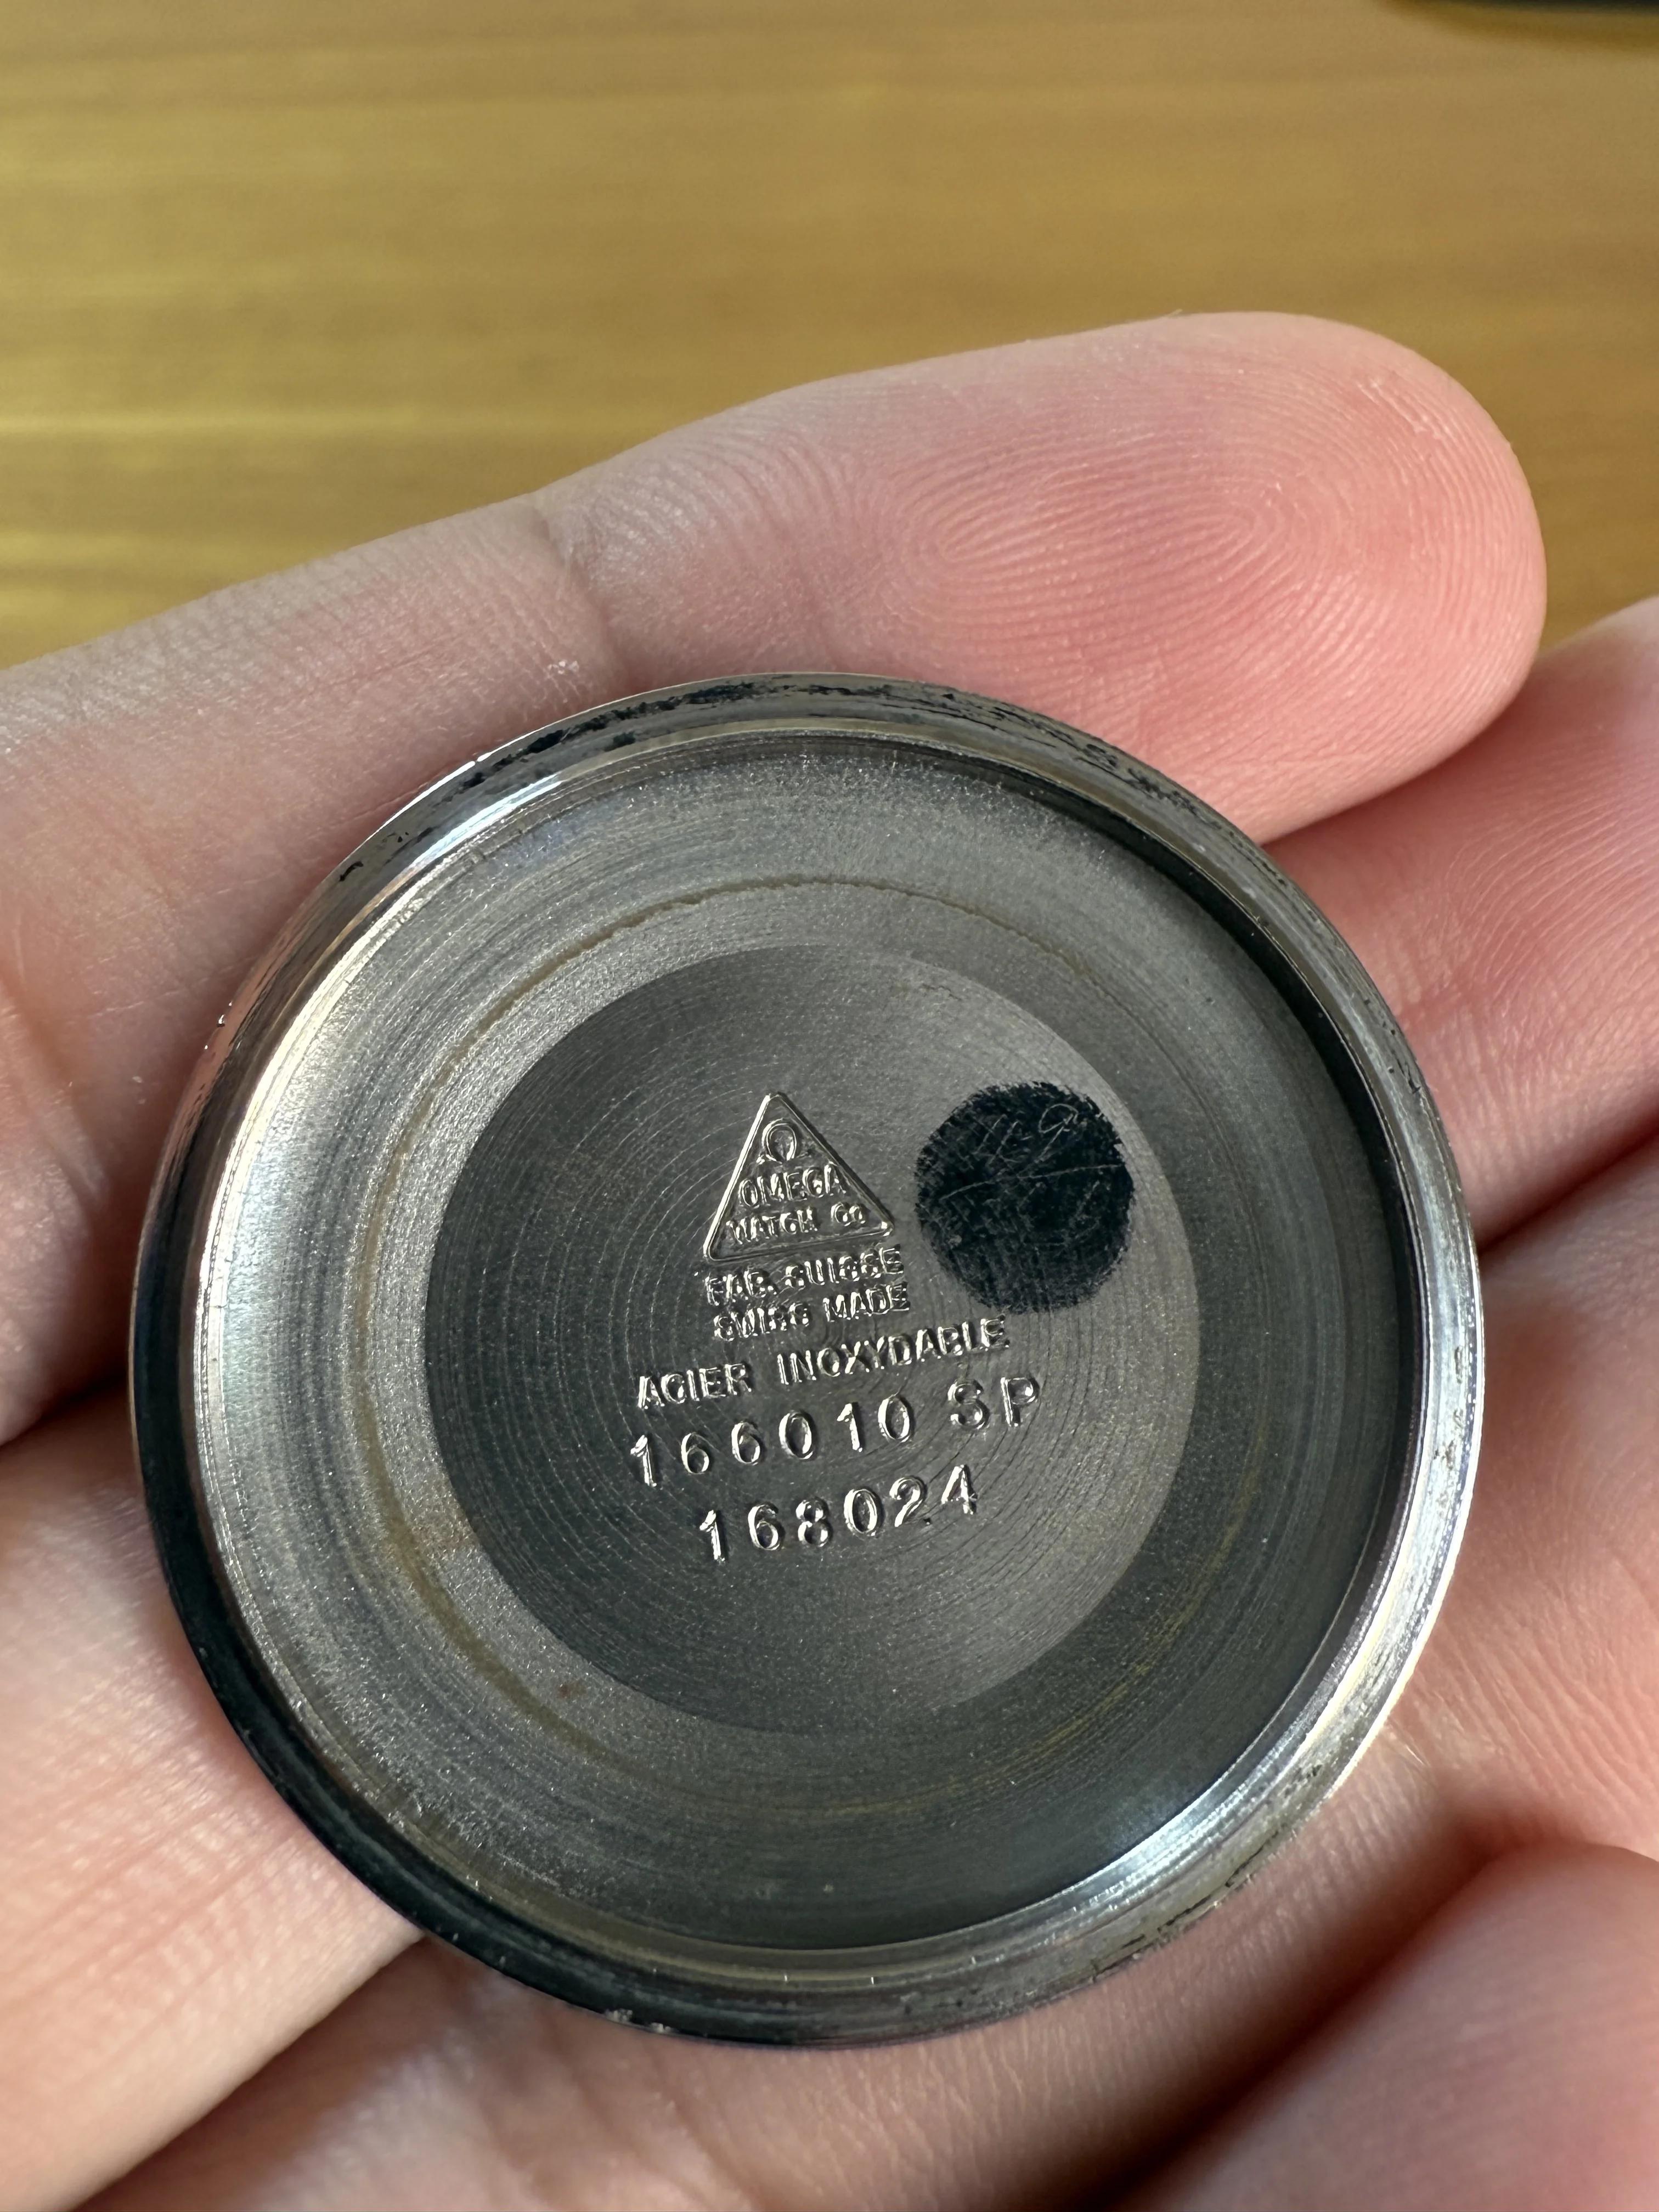 Ω
OMEGA
WATCH Co
FAB. SUISSE
SWISS MADE
ACIER INOXYDABLE
166010 SP
168024